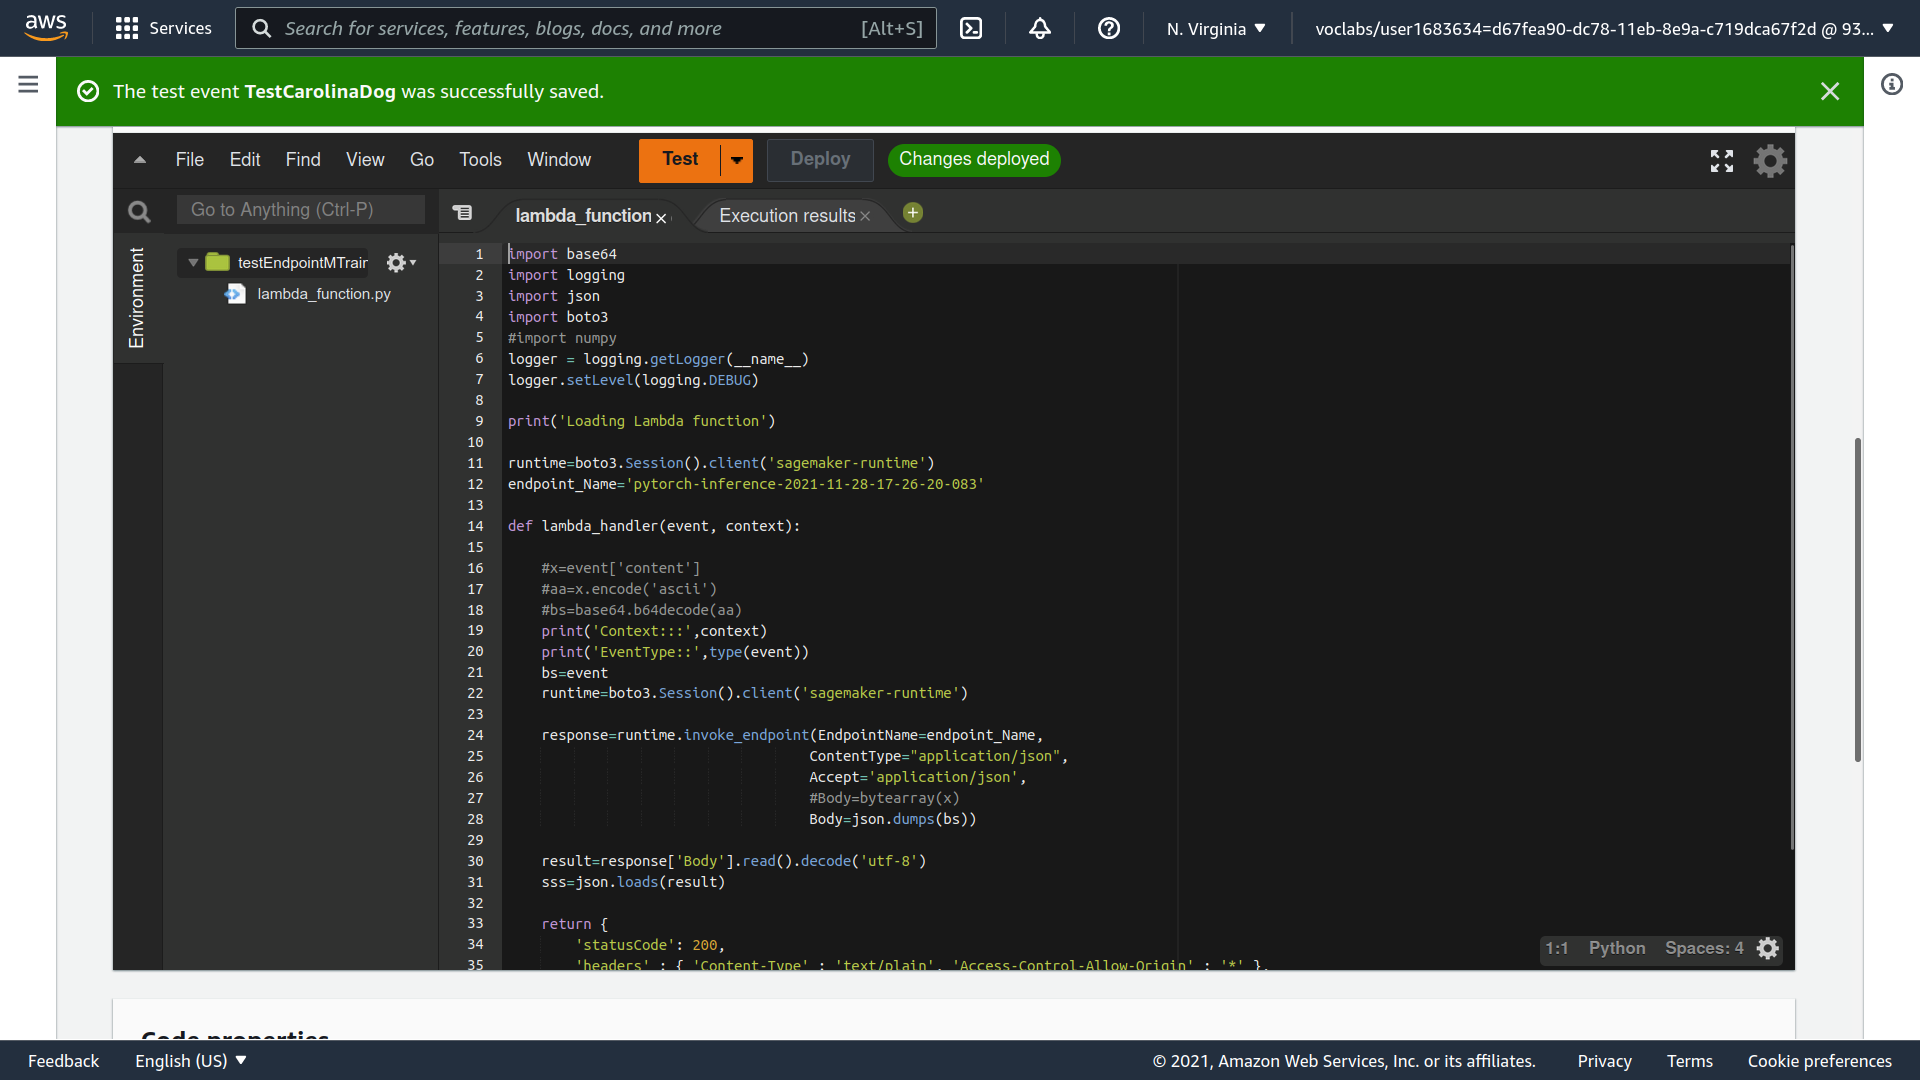 aws
Services
Search for services, features, blogs, docs, and more
[Alt+S]
N. Virginia
voclabs/user1683634=d67fea90-dc78-11eb-8e9a-c719dca67f2d @ 93...
The test event TestCarolinaDog was successfully saved.
File Edit Find View Go Tools Window
Test
Deploy
Changes deployed
Go to Anything (Ctrl-P)
lambda_function
Execution results
Environment
testEndpointMTrain
lambda_function.py
1 import base64
2 import logging
3 import json
4 import boto3
5 #import numpy
6 logger = logging.getLogger(__name__)
7 logger.setLevel(logging.DEBUG)
8
9 print('Loading Lambda function')
10
11 runtime=boto3.Session().client('sagemaker-runtime')
12 endpoint_Name='pytorch-inference-2021-11-28-17-26-20-083'
13
14 def lambda_handler(event, context):
15
16     #x=event['content']
17     #aa=x.encode('ascii')
18     #bs=base64.b64decode(aa)
19     print('Context:::',context)
20     print('EventType::',type(event))
21     bs=event
22     runtime=boto3.Session().client('sagemaker-runtime')
23
24     response=runtime.invoke_endpoint(EndpointName=endpoint_Name,
25                                     ContentType="application/json",
26                                     Accept='application/json',
27                                     #Body=bytearray(x)
28                                     Body=json.dumps(bs))
29
30     result=response['Body'].read().decode('utf-8')
31     sss=json.loads(result)
32
33     return {
34         'statusCode': 200,
35         'headers' : { 'Content-Type' : 'text/plain', 'Access-Control-Allow-Origin' : '*' },
1:1 Python Spaces: 4
Code properties
Feedback
English (US)
© 2021, Amazon Web Services, Inc. or its affiliates.
Privacy
Terms
Cookie preferences